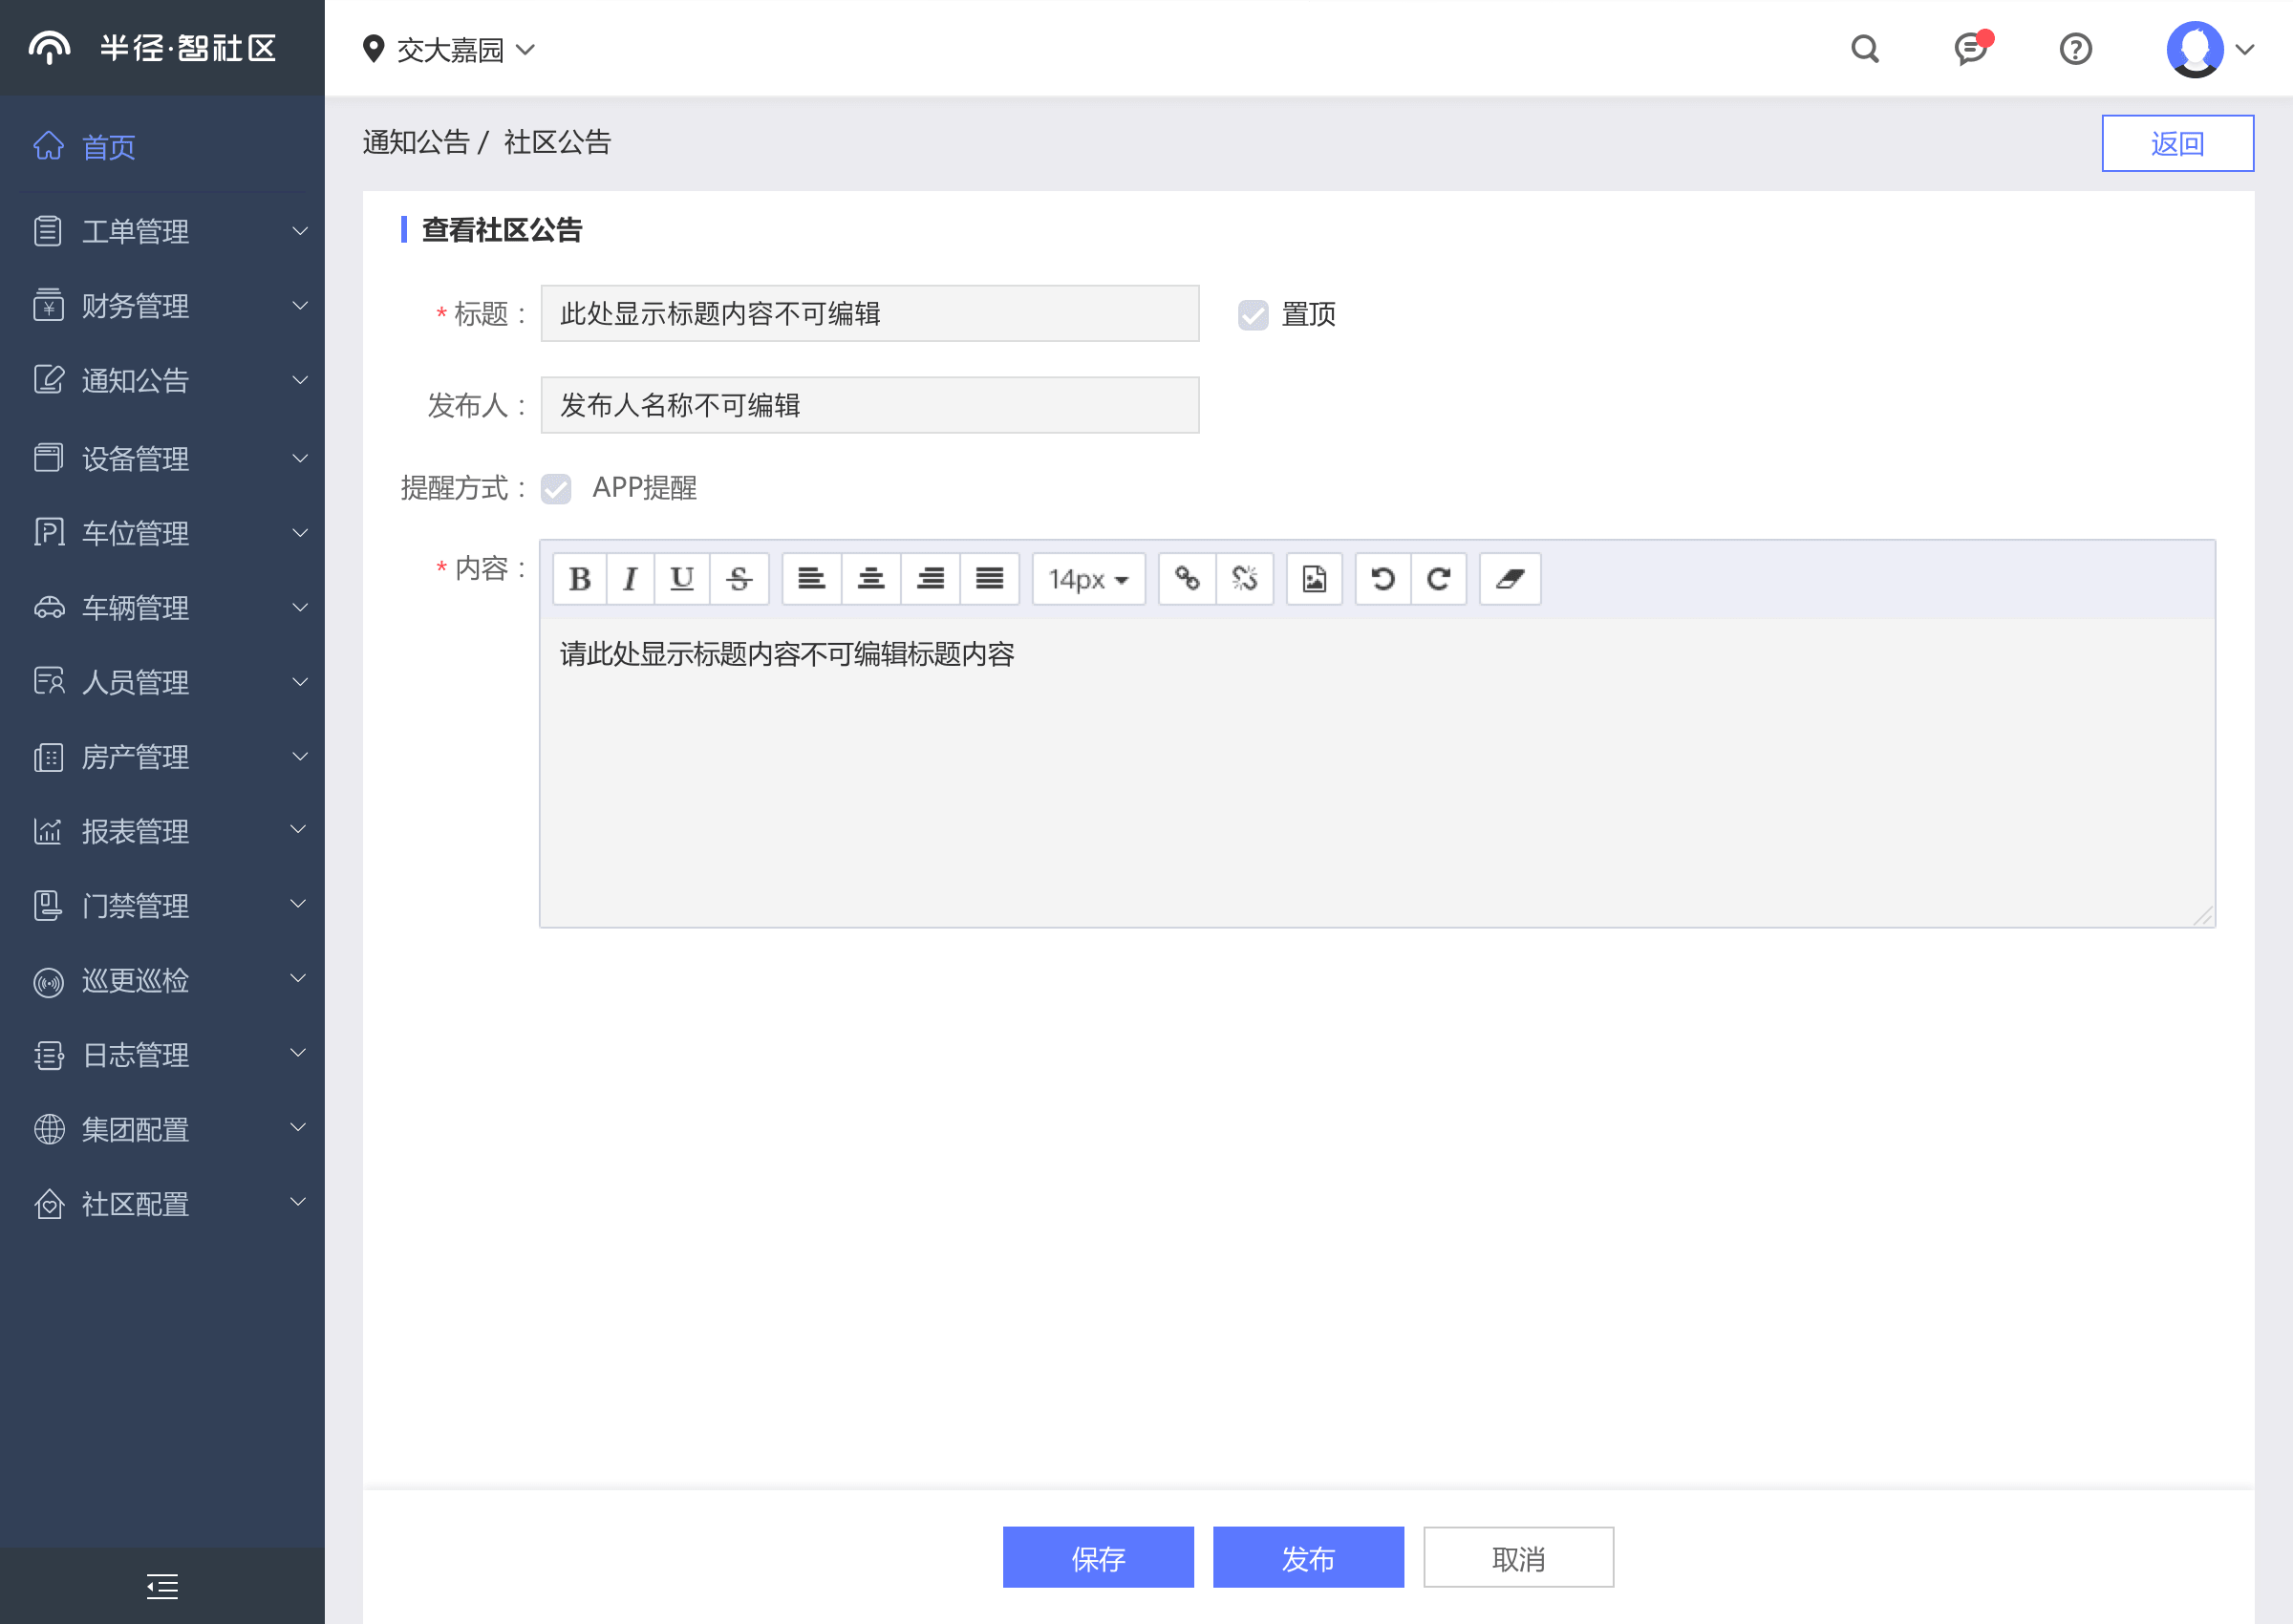 半径·智社区
交大嘉园
首页
工单管理
财务管理
通知公告
设备管理
车位管理
车辆管理
人员管理
房产管理
报表管理
门禁管理
巡更巡检
日志管理
集团配置
社区配置
通知公告 / 社区公告
返回
查看社区公告
* 标题： 此处显示标题内容不可编辑 置顶
发布人： 发布人名称不可编辑
提醒方式： APP提醒
* 内容： B I U S 14px
请此处显示标题内容不可编辑标题内容
保存 发布 取消